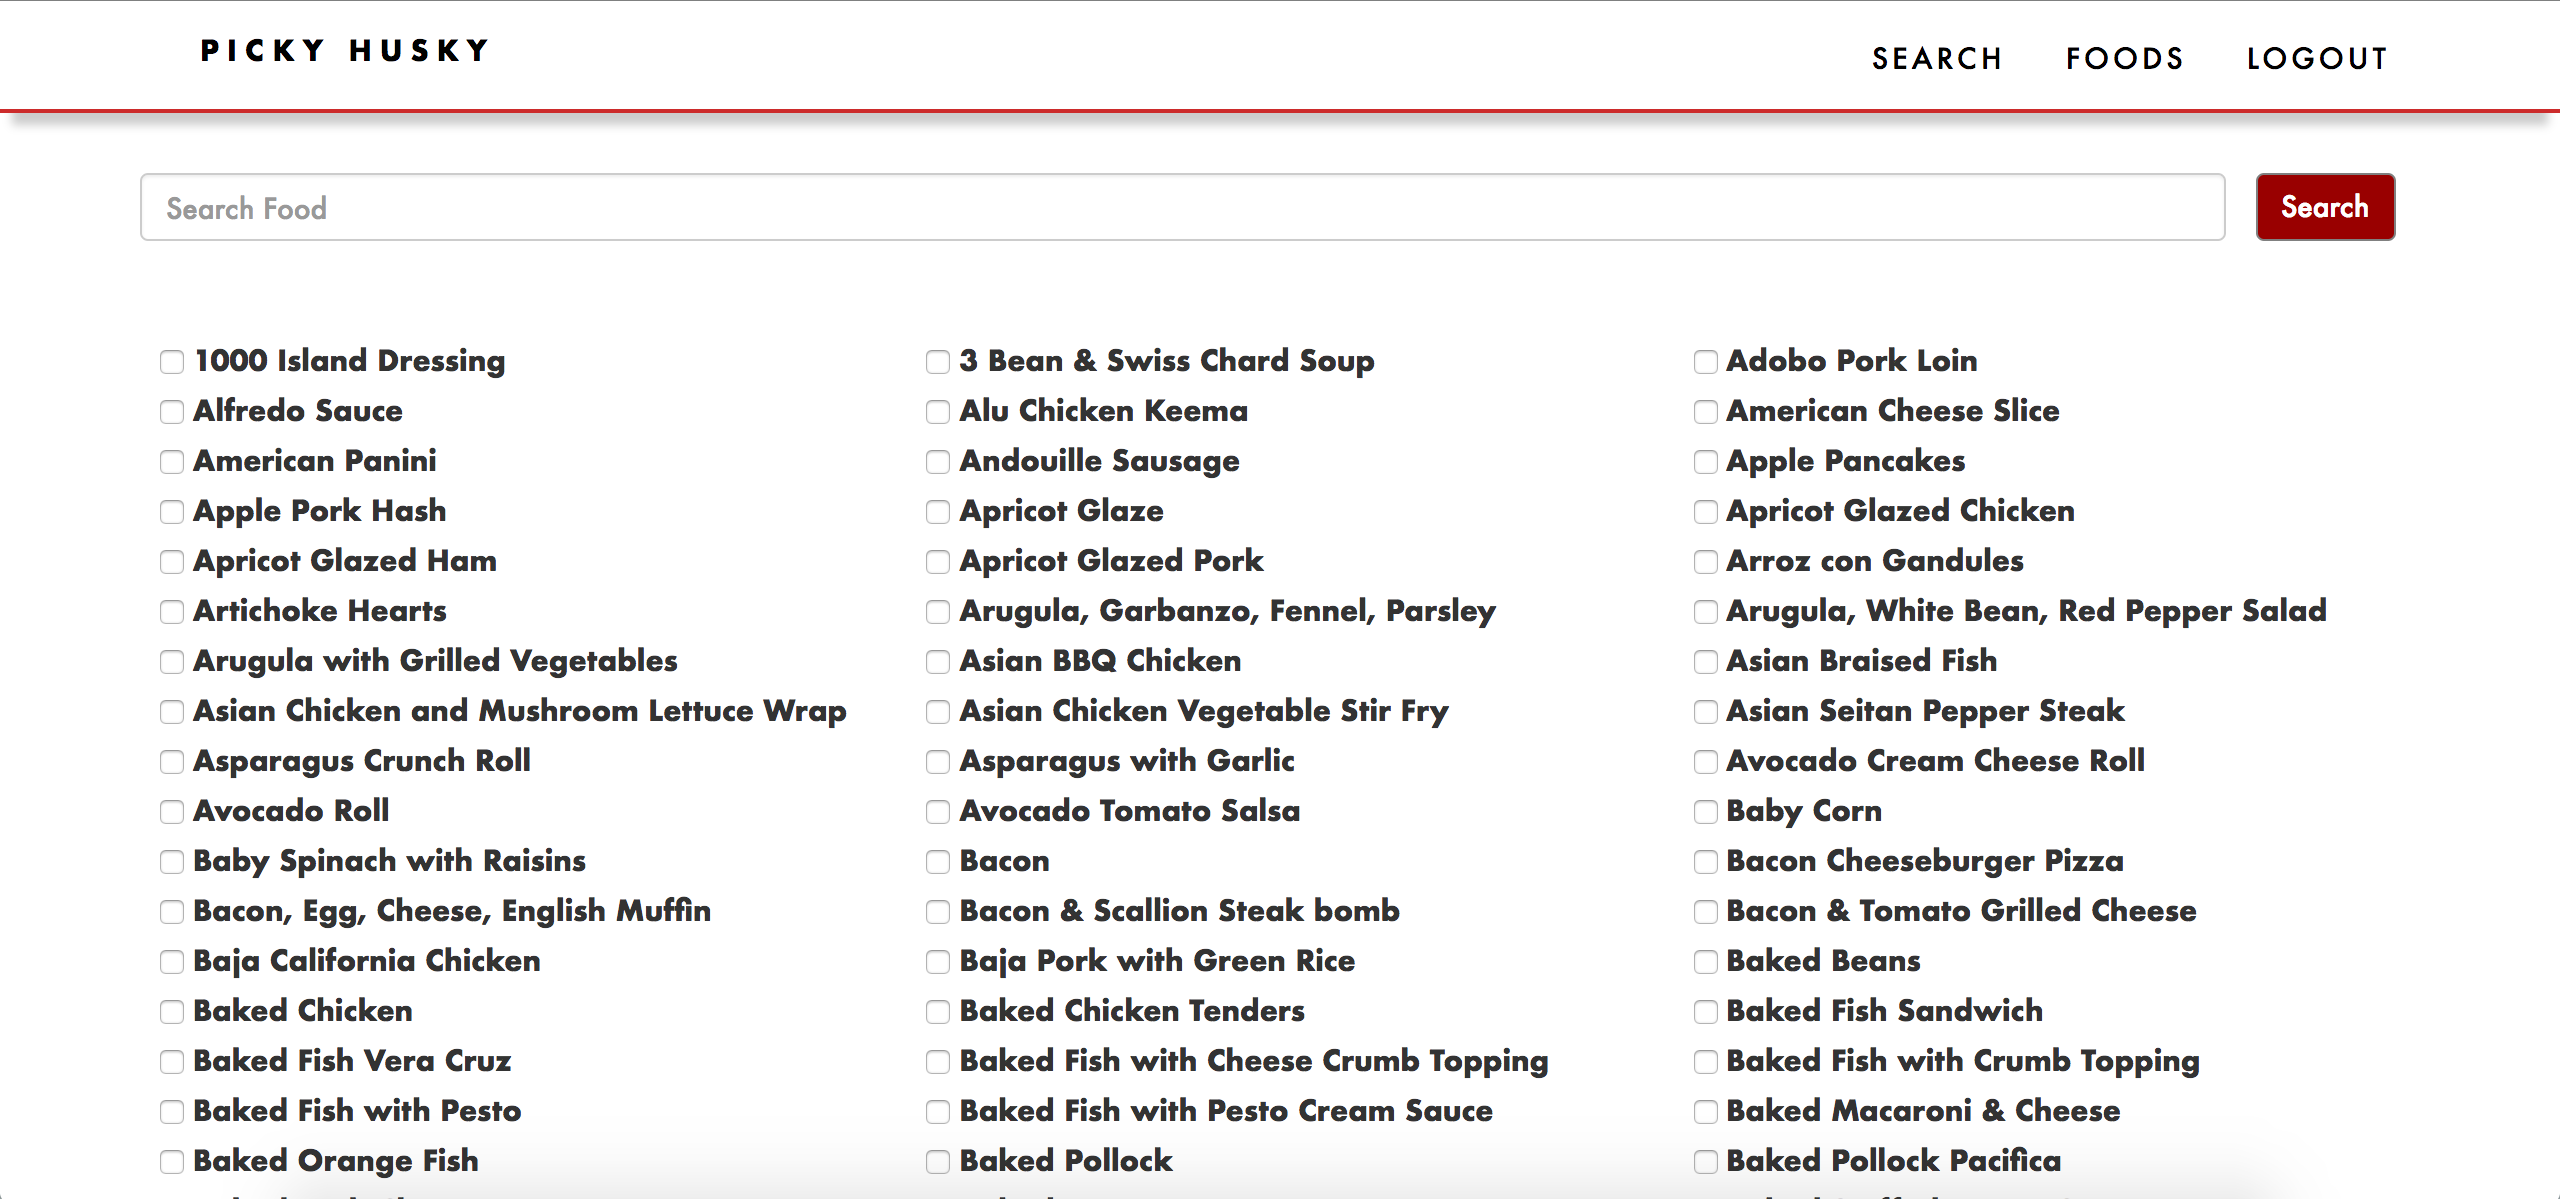 PICKY HUSKY
SEARCH FOODS LOGOUT
Search Food Search
1000 Island Dressing 3 Bean & Swiss Chard Soup Adobo Pork Loin
Alfredo Sauce Alu Chicken Keema American Cheese Slice
American Panini Andouille Sausage Apple Pancakes
Apple Pork Hash Apricot Glaze Apricot Glazed Chicken
Apricot Glazed Ham Apricot Glazed Pork Arroz con Gandules
Artichoke Hearts Arugula, Garbanzo, Fennel, Parsley Arugula, White Bean, Red Pepper Salad
Arugula with Grilled Vegetables Asian BBQ Chicken Asian Braised Fish
Asian Chicken and Mushroom Lettuce Wrap Asian Chicken Vegetable Stir Fry Asian Seitan Pepper Steak
Asparagus Crunch Roll Asparagus with Garlic Avocado Cream Cheese Roll
Avocado Roll Avocado Tomato Salsa Baby Corn
Baby Spinach with Raisins Bacon Bacon Cheeseburger Pizza
Bacon, Egg, Cheese, English Muffin Bacon & Scallion Steak bomb Bacon & Tomato Grilled Cheese
Baja California Chicken Baja Pork with Green Rice Baked Beans
Baked Chicken Baked Chicken Tenders Baked Fish Sandwich
Baked Fish Vera Cruz Baked Fish with Cheese Crumb Topping Baked Fish with Crumb Topping
Baked Fish with Pesto Baked Fish with Pesto Cream Sauce Baked Macaroni & Cheese
Baked Orange Fish Baked Pollock Baked Pollock Pacifica